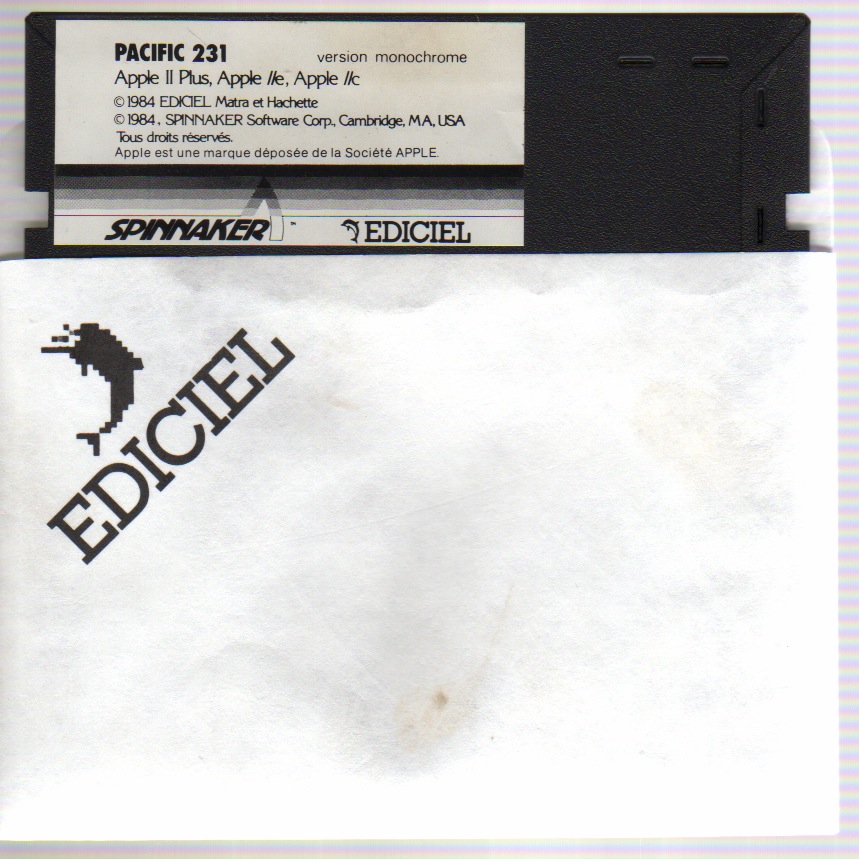 PACIFIC 231 version monochrome
Apple II Plus, Apple //e, Apple //c
© 1984 EDICIEL Matra et Hachette
© 1984, SPINNAKER Software Corp., Cambridge, MA, USA
Tous droits réservés.
Apple est une marque déposée de la Société APPLE.
SPINNAKER ™ EDICIEL
EDICIEL